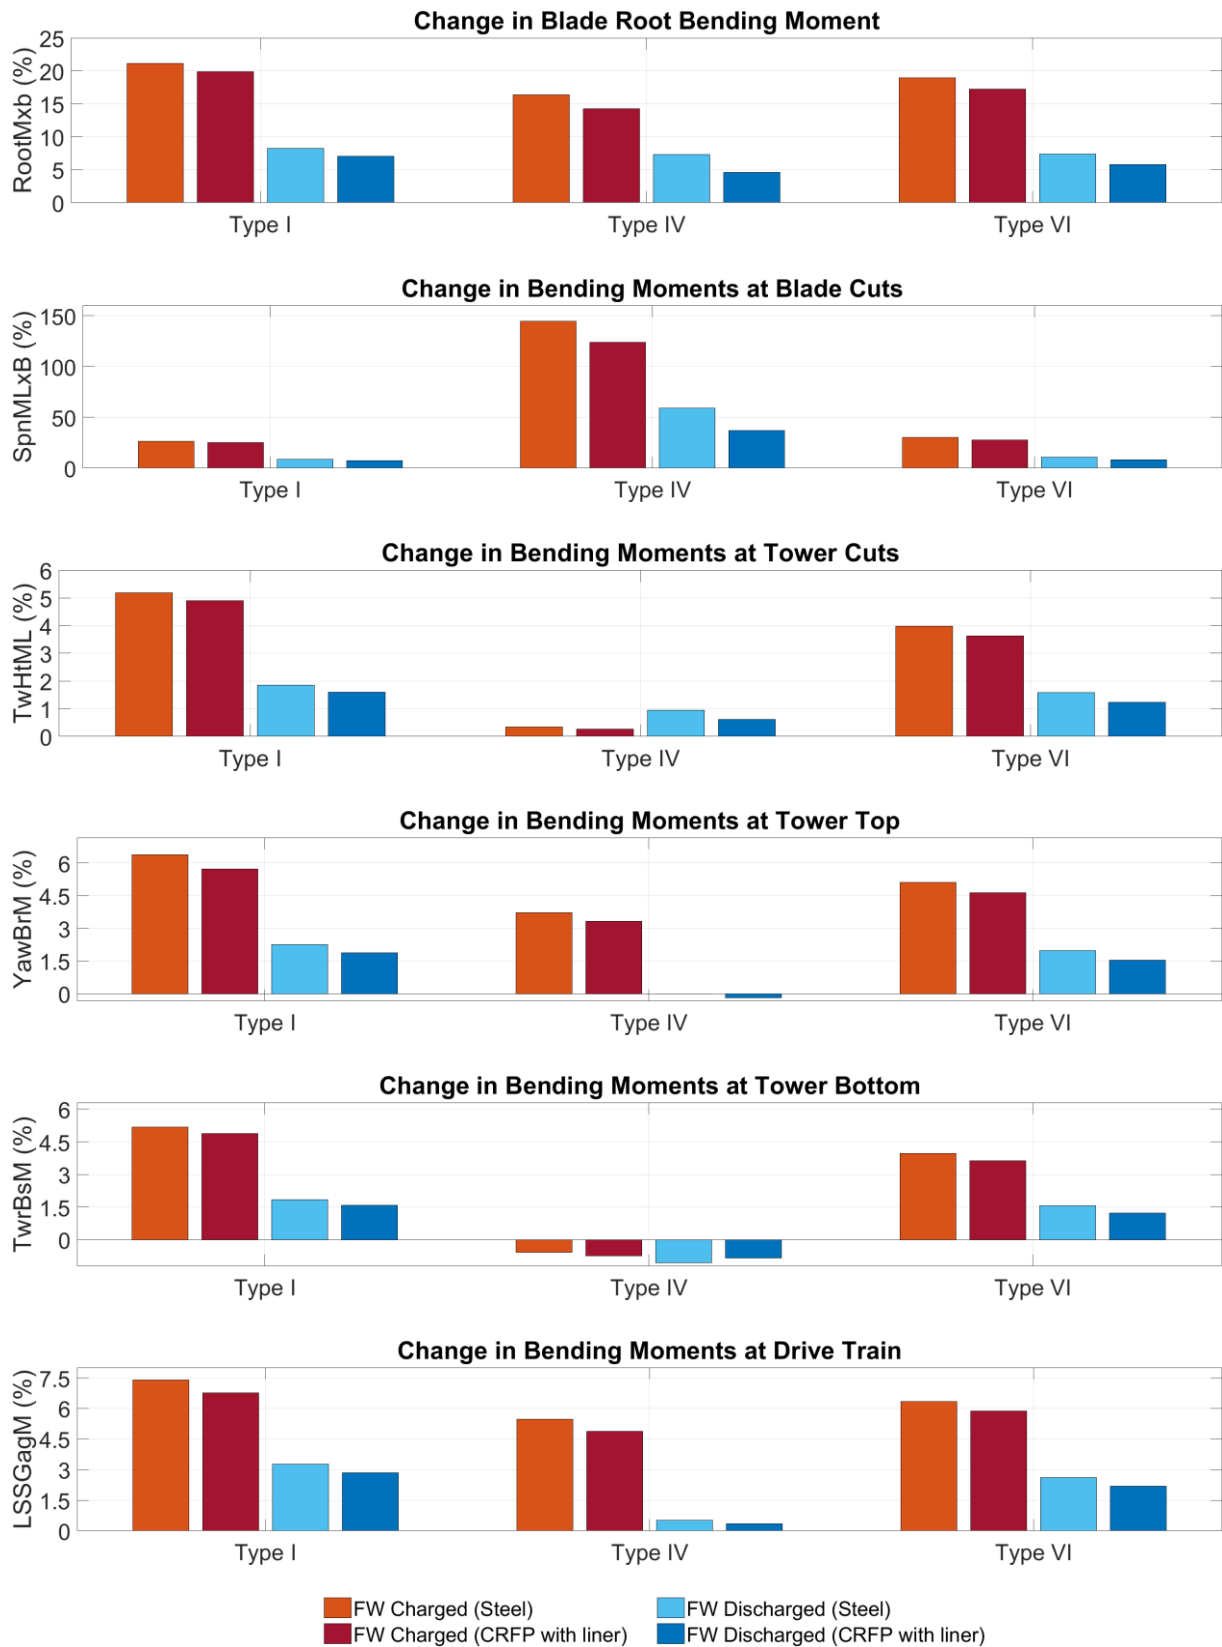 Change in Blade Root Bending Moment
RootMxb (%)
25
20
15
10
5
0
Type I Type IV Type VI
Change in Bending Moments at Blade Cuts
SpnMLxB (%)
150
100
50
0
Type I Type IV Type VI
Change in Bending Moments at Tower Cuts
TwHtML (%)
6
5
4
3
2
1
0
Type I Type IV Type VI
Change in Bending Moments at Tower Top
YawBrM (%)
6
4.5
3
1.5
0
Type I Type IV Type VI
Change in Bending Moments at Tower Bottom
TwrBsM (%)
6
4.5
3
1.5
0
Type I Type IV Type VI
Change in Bending Moments at Drive Train
LSSGagM (%)
7.5
6
4.5
3
1.5
0
Type I Type IV Type VI
FW Charged (Steel) FW Discharged (Steel)
FW Charged (CRFP with liner) FW Discharged (CRFP with liner)